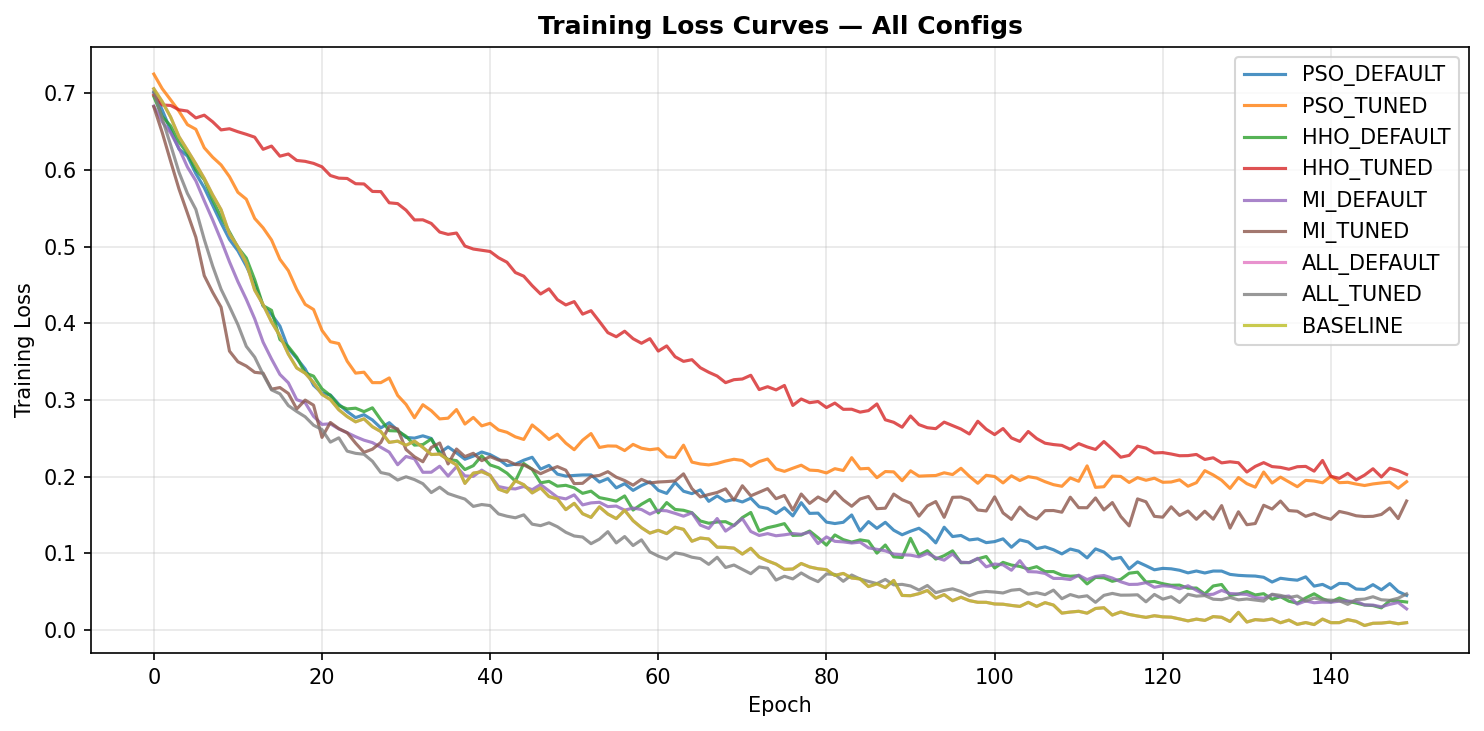 Training Loss Curves — All Configs
Training Loss
0.7
0.6
0.5
0.4
0.3
0.2
0.1
0.0
PSO_DEFAULT
PSO_TUNED
HHO_DEFAULT
HHO_TUNED
MI_DEFAULT
MI_TUNED
ALL_DEFAULT
ALL_TUNED
BASELINE
0 20 40 60 80 100 120 140
Epoch